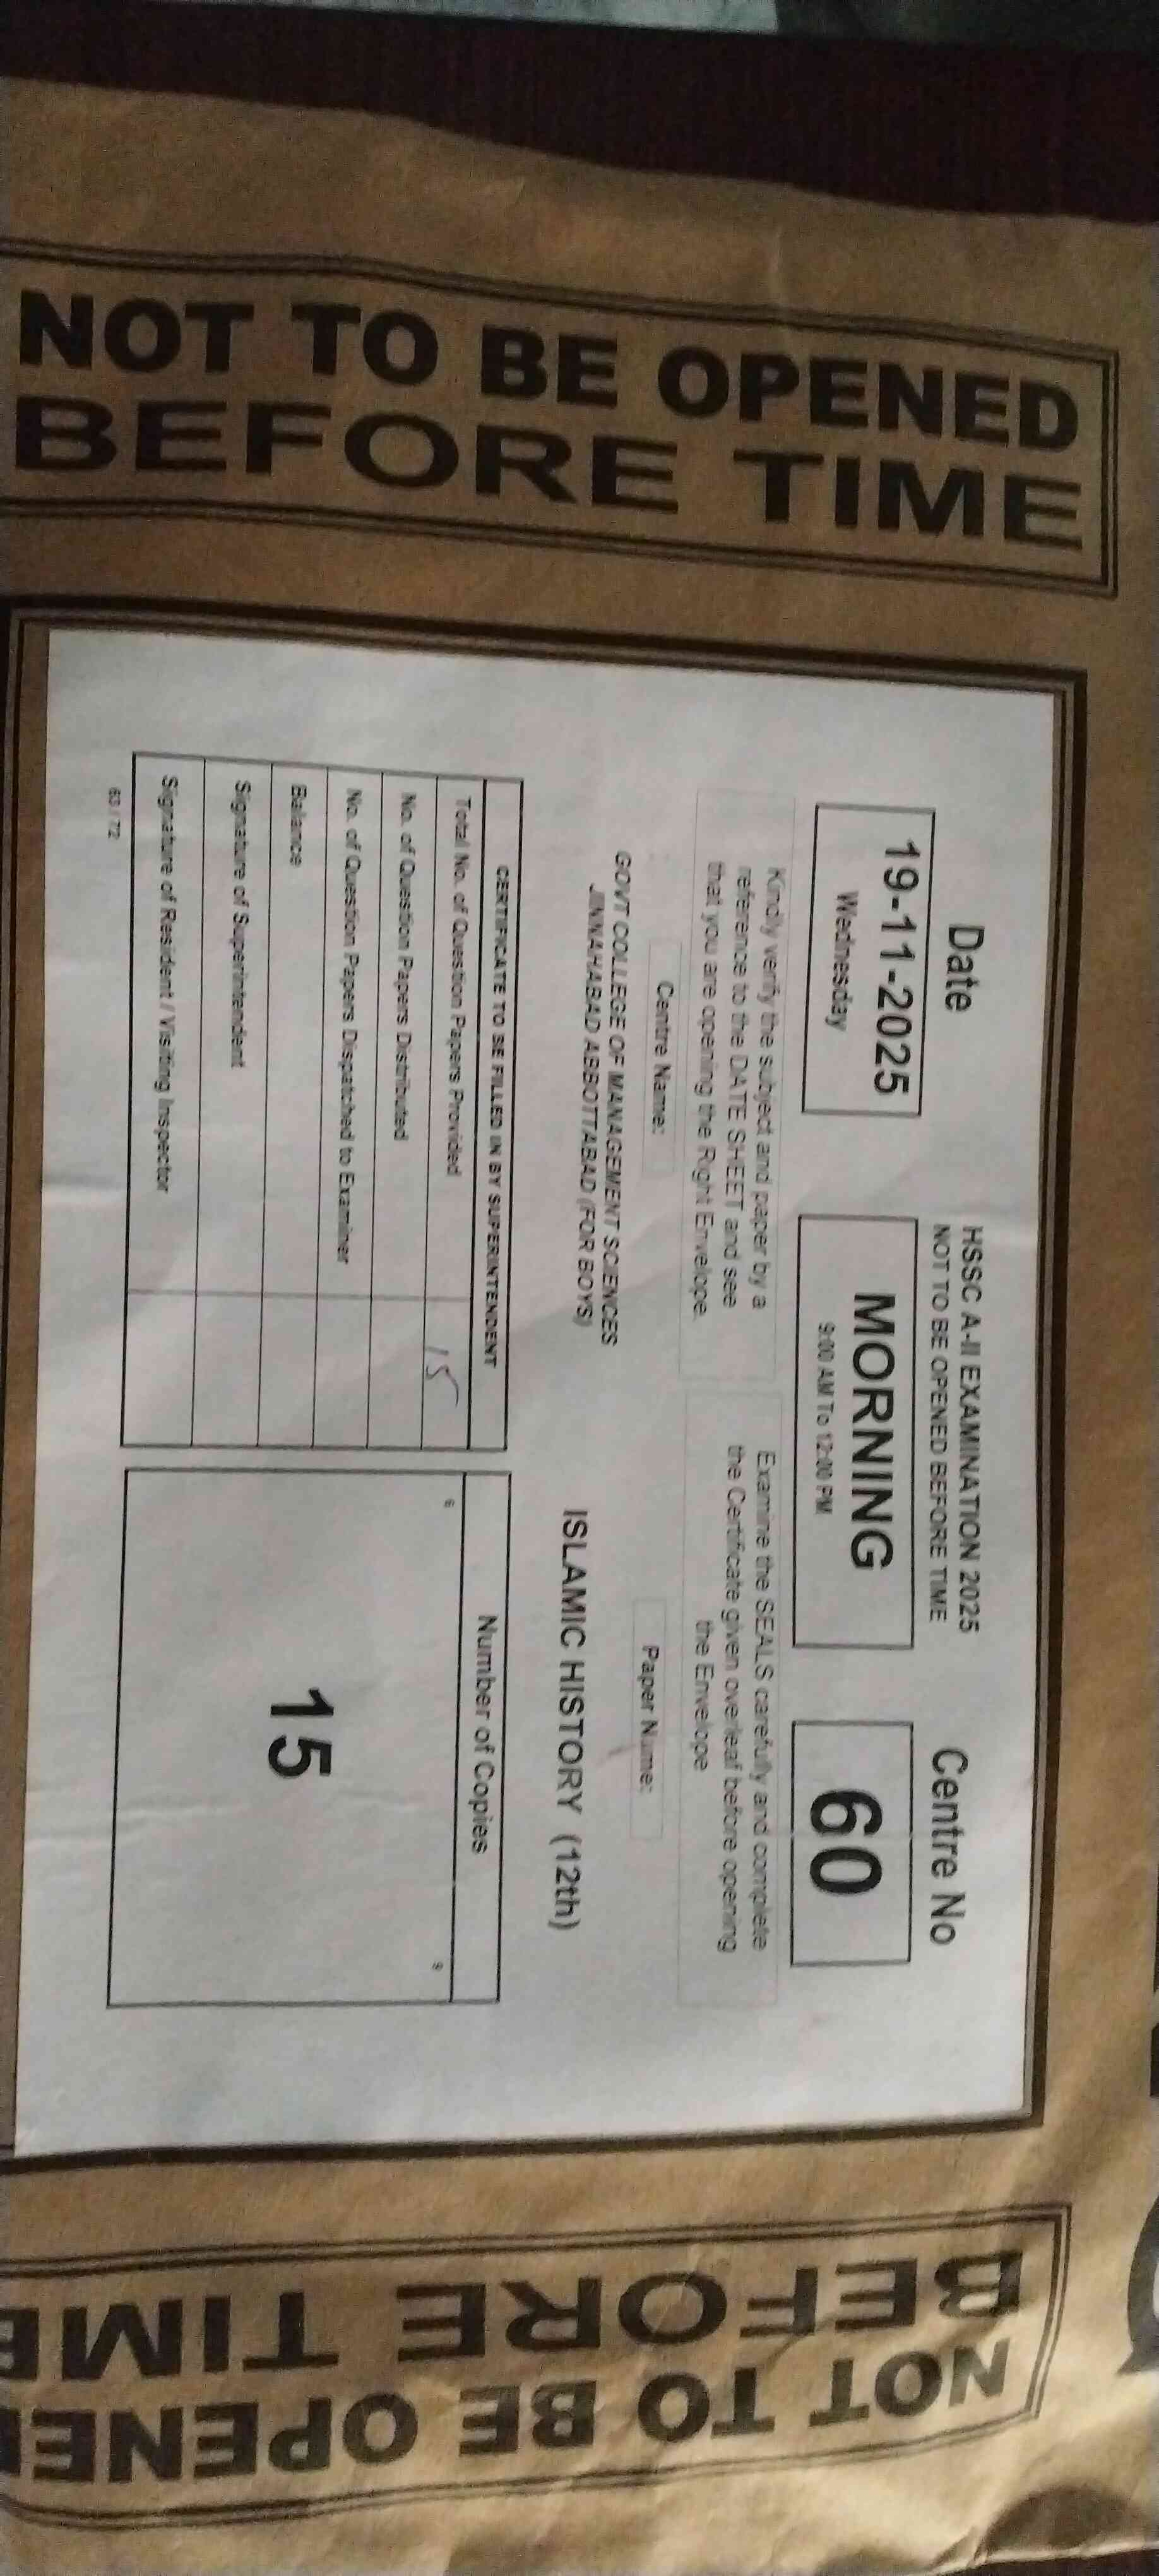 NOT TO BE OPENED
BEFORE TIME
HSSC A-II EXAMINATION 2025
NOT TO BE OPENED BEFORE TIME
Date
19-11-2025
Wednesday
MORNING
9:00 AM To 12:00 PM
Centre No
60
Kindly verify the subject and paper by a
reference to the DATE SHEET and see
that you are opening the Right Envelope.
Examine the SEALS carefully and complete
the Certificate given overleaf before opening
the Envelope
Centre Name:
GOVT COLLEGE OF MANAGEMENT SCIENCES
JINNAHABAD ABBOTTABAD (FOR BOYS)
Paper Name:
ISLAMIC HISTORY (12th)
CERTIFICATE TO BE FILLED IN BY SUPERINTENDENT
Total No. of Question Papers Provided 15
No. of Question Papers Distributed
No. of Question Papers Dispatched to Examiner
Balance
Signature of Superintendent
Signature of Resident / Visiting Inspector
Number of Copies
15
63 / 72
NOT TO BE OPENE
BEFORE TIME